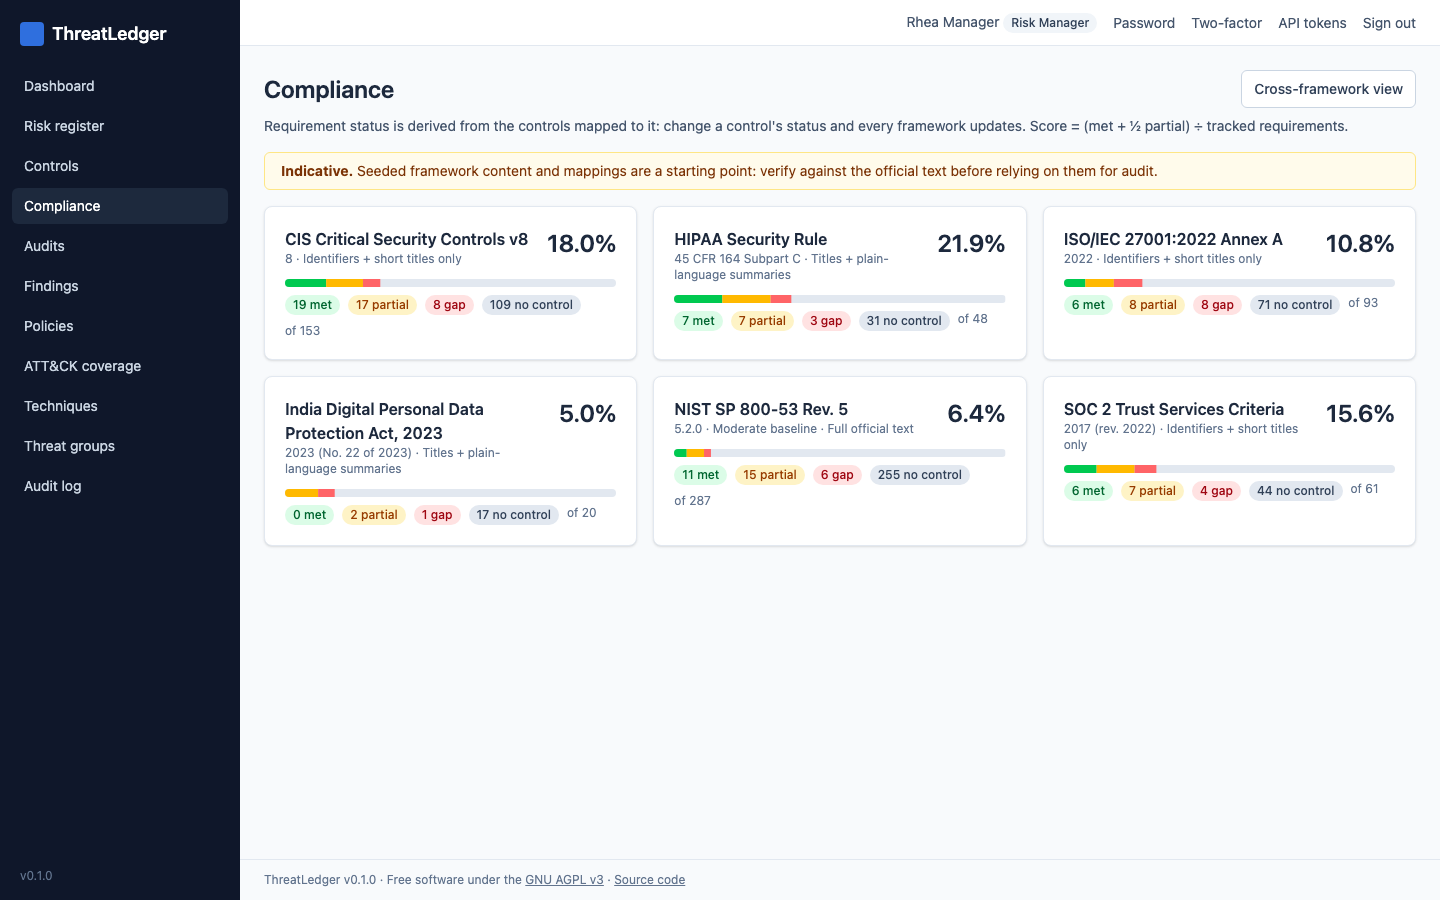 ThreatLedger
Dashboard
Risk register
Controls
Compliance
Audits
Findings
Policies
ATT&CK coverage
Techniques
Threat groups
Audit log
v0.1.0
Rhea Manager Risk Manager Password Two-factor API tokens Sign out
Compliance
Cross-framework view
Requirement status is derived from the controls mapped to it: change a control's status and every framework updates. Score = (met + ½ partial) ÷ tracked requirements.
Indicative. Seeded framework content and mappings are a starting point: verify against the official text before relying on them for audit.
CIS Critical Security Controls v8 18.0%
8 · Identifiers + short titles only
19 met 17 partial 8 gap 109 no control
of 153
HIPAA Security Rule 21.9%
45 CFR 164 Subpart C · Titles + plain-
language summaries
7 met 7 partial 3 gap 31 no control of 48
ISO/IEC 27001:2022 Annex A 10.8%
2022 · Identifiers + short titles only
6 met 8 partial 8 gap 71 no control of 93
India Digital Personal Data 5.0%
Protection Act, 2023
2023 (No. 22 of 2023) · Titles + plain-
language summaries
0 met 2 partial 1 gap 17 no control of 20
NIST SP 800-53 Rev. 5 6.4%
5.2.0 · Moderate baseline · Full official text
11 met 15 partial 6 gap 255 no control
of 287
SOC 2 Trust Services Criteria 15.6%
2017 (rev. 2022) · Identifiers + short titles
only
6 met 7 partial 4 gap 44 no control of 61
ThreatLedger v0.1.0 · Free software under the GNU AGPL v3 · Source code